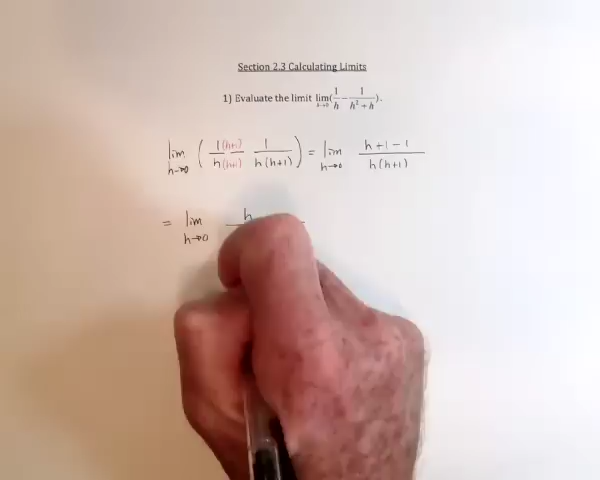 Section 2.3 Calculating Limits
1) Evaluate the limit lim h→0 (1/h − 1/(h² + h)).
lim h→0 (1(h+1)/h(h+1) − 1/h(h+1)) = lim h→0 (h+1−1)/h(h+1)
= lim h→0 h